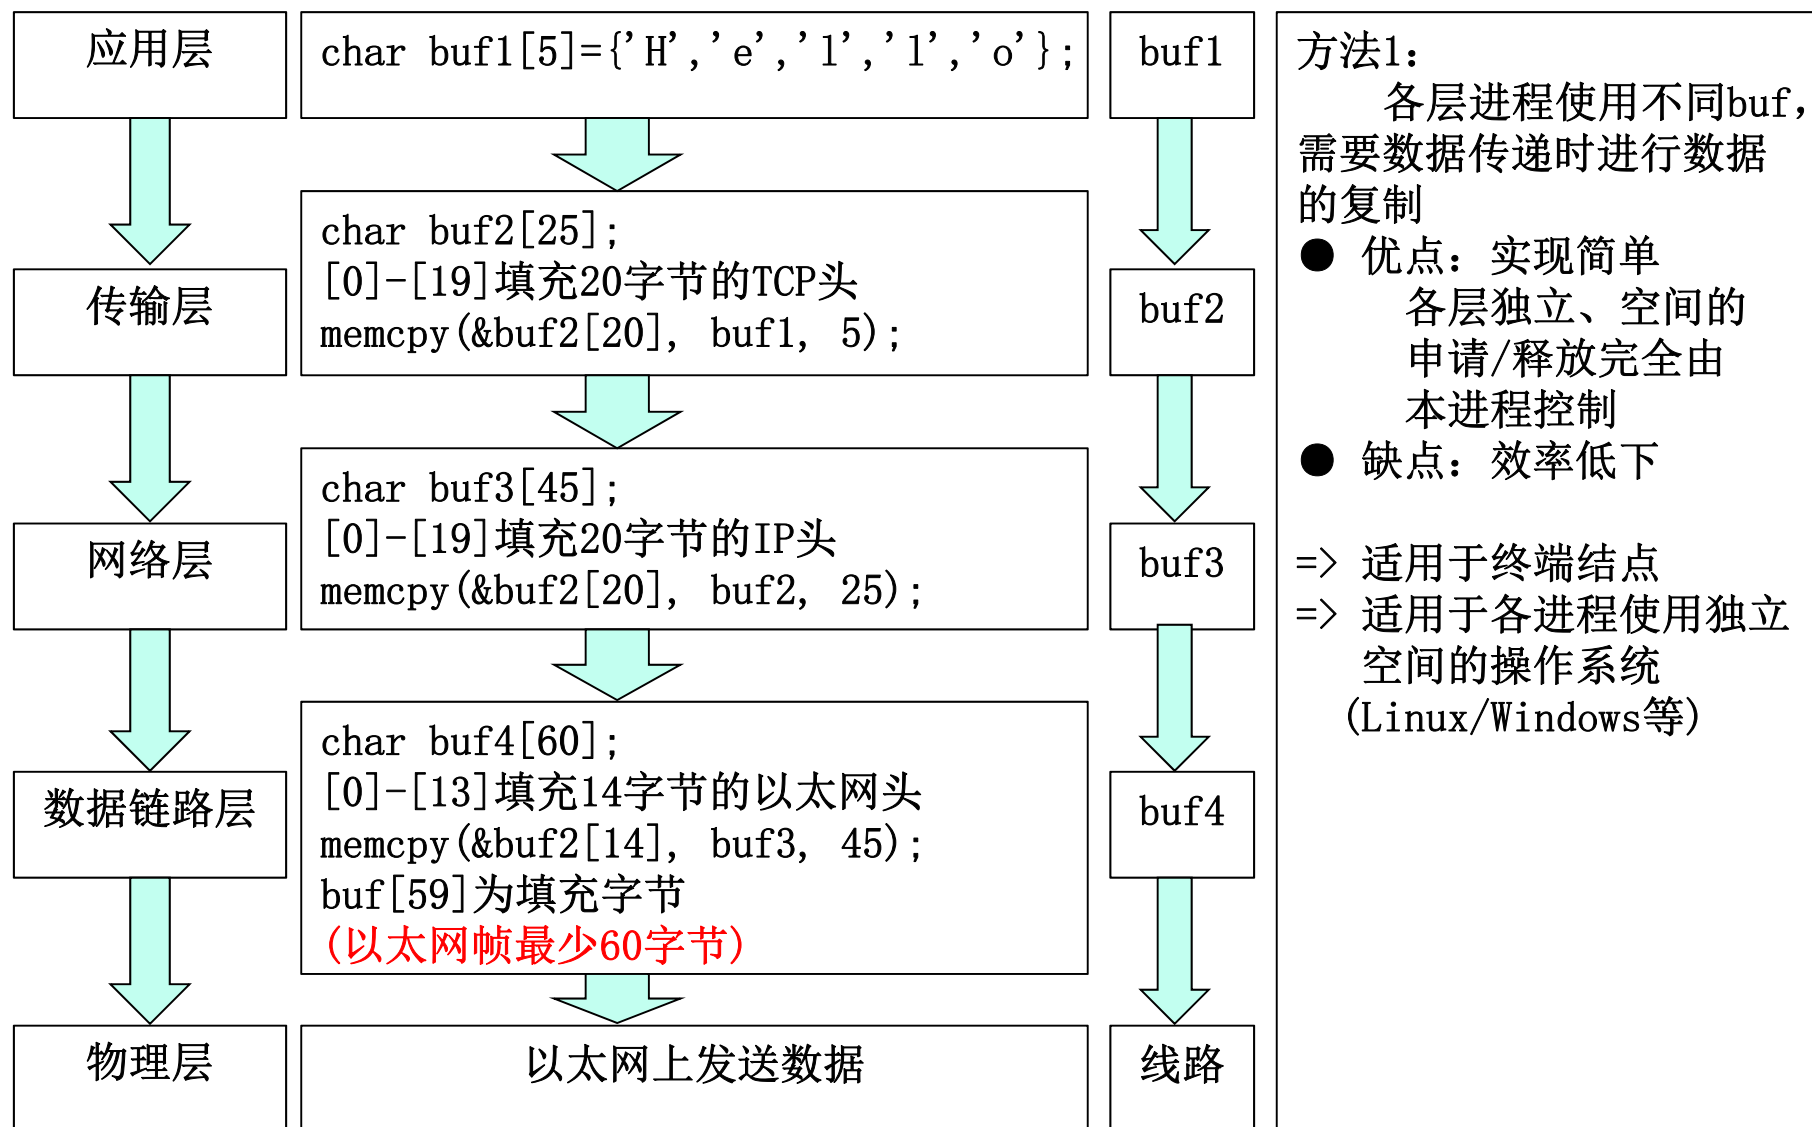 应用层
char buf1[5]={'H','e','l','l','o'};
buf1
传输层
char buf2[25];
[0]-[19]填充20字节的TCP头
memcpy(&buf2[20], buf1, 5);
buf2
网络层
char buf3[45];
[0]-[19]填充20字节的IP头
memcpy(&buf2[20], buf2, 25);
buf3
数据链路层
char buf4[60];
[0]-[13]填充14字节的以太网头
memcpy(&buf2[14], buf3, 45);
buf[59]为填充字节
(以太网帧最少60字节)
buf4
物理层
以太网上发送数据
线路
方法1:
各层进程使用不同buf,
需要数据传递时进行数据
的复制
● 优点: 实现简单
各层独立、空间的
申请/释放完全由
本进程控制
● 缺点: 效率低下
=> 适用于终端结点
=> 适用于各进程使用独立
空间的操作系统
(Linux/Windows等)